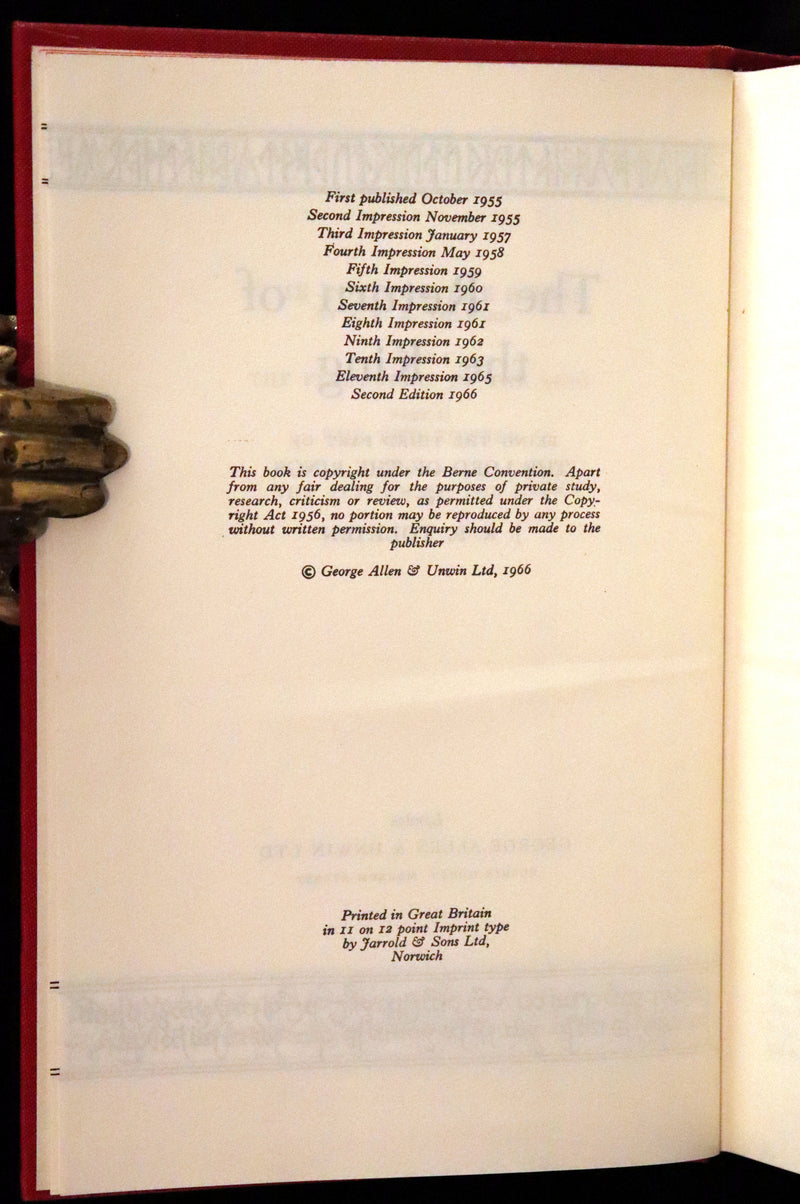 First published October 1955
Second Impression November 1955
Third Impression January 1957
Fourth Impression May 1958
Fifth Impression 1959
Sixth Impression 1960
Seventh Impression 1961
Eighth Impression 1961
Ninth Impression 1962
Tenth Impression 1963
Eleventh Impression 1965
Second Edition 1966
This book is copyright under the Berne Convention. Apart
from any fair dealing for the purposes of private study,
research, criticism or review, as permitted under the Copy-
right Act 1956, no portion may be reproduced by any process
without written permission. Enquiry should be made to the
publisher
© George Allen & Unwin Ltd, 1966
Printed in Great Britain
in 11 on 12 point Imprint type
by Jarrold & Sons Ltd,
Norwich